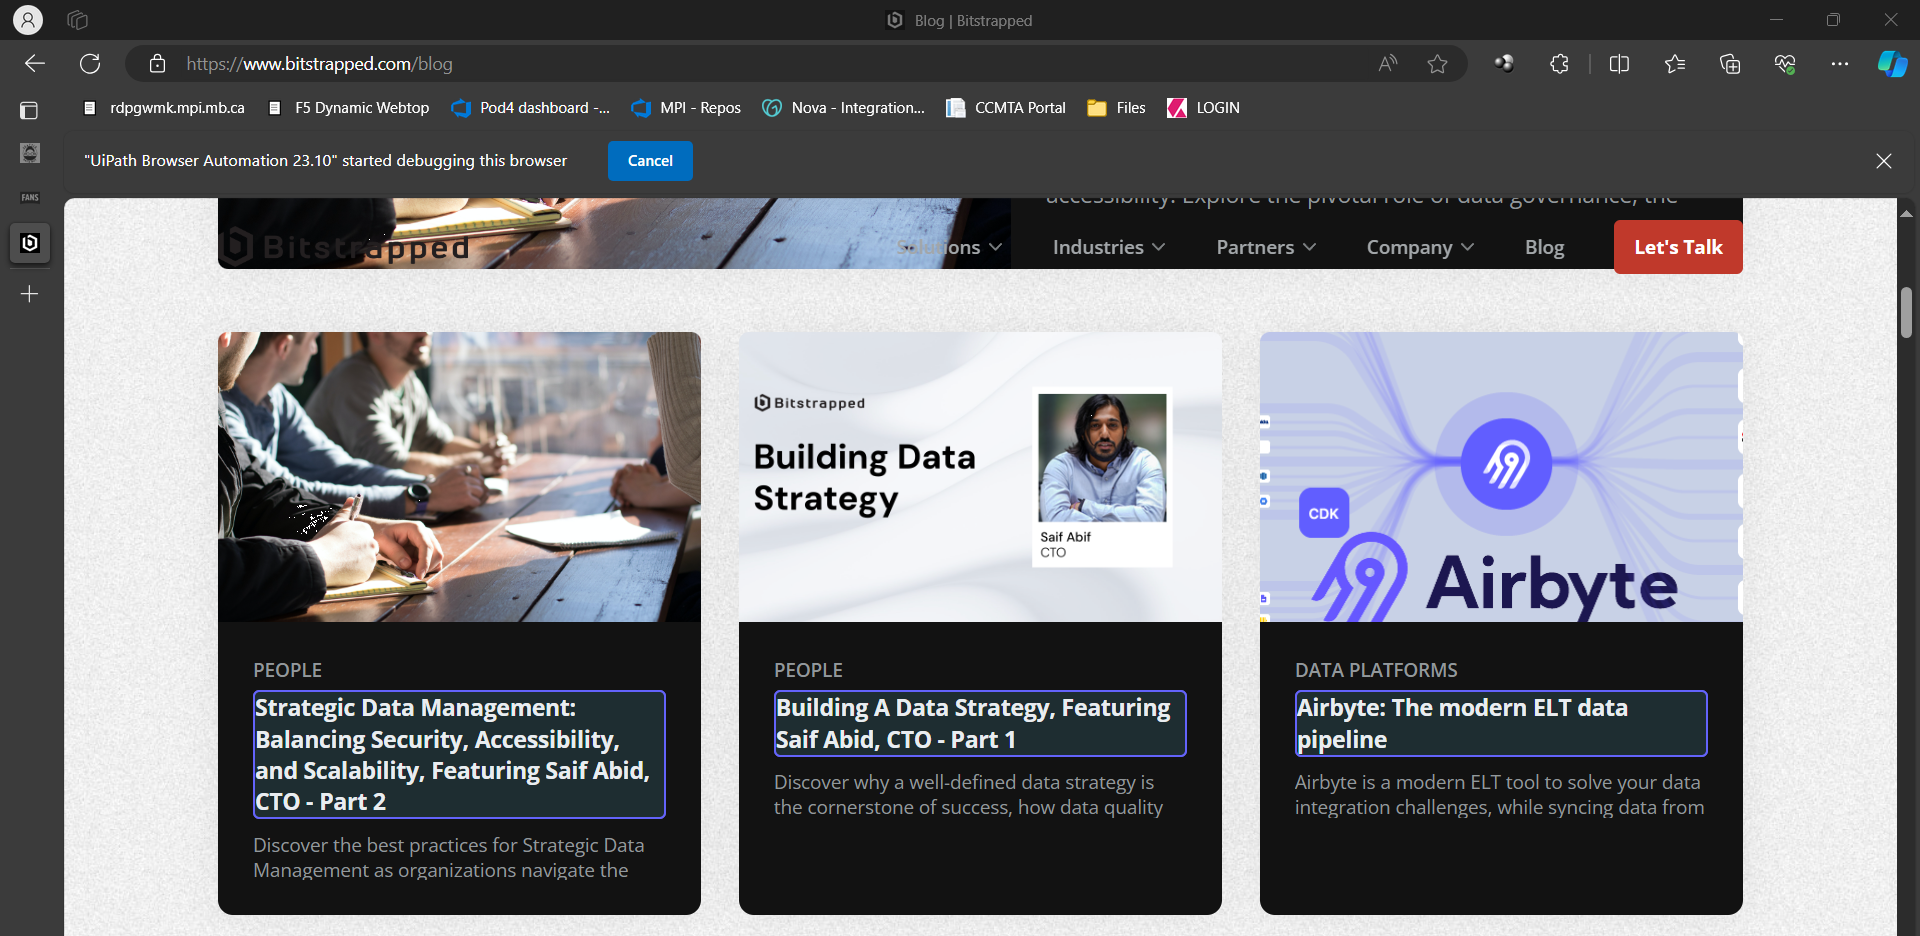 Blog | Bitstrapped
https://www.bitstrapped.com/blog
rdpgwmk.mpi.mb.ca
F5 Dynamic Webtop
Pod4 dashboard -...
MPI - Repos
Nova - Integration...
CCMTA Portal
Files
LOGIN
"UiPath Browser Automation 23.10" started debugging this browser
Cancel
FANS
accessibility. Explore the pivotal role of data governance, the
Bitstrapped
Solutions
Industries
Partners
Company
Blog
Let's Talk
Bitstrapped
Building Data
Strategy
Saif Abif
CTO
CDK
Airbyte
PEOPLE
Strategic Data Management:
Balancing Security, Accessibility,
and Scalability, Featuring Saif Abid,
CTO - Part 2
Discover the best practices for Strategic Data
Management as organizations navigate the
PEOPLE
Building A Data Strategy, Featuring
Saif Abid, CTO - Part 1
Discover why a well-defined data strategy is
the cornerstone of success, how data quality
DATA PLATFORMS
Airbyte: The modern ELT data
pipeline
Airbyte is a modern ELT tool to solve your data
integration challenges, while syncing data from